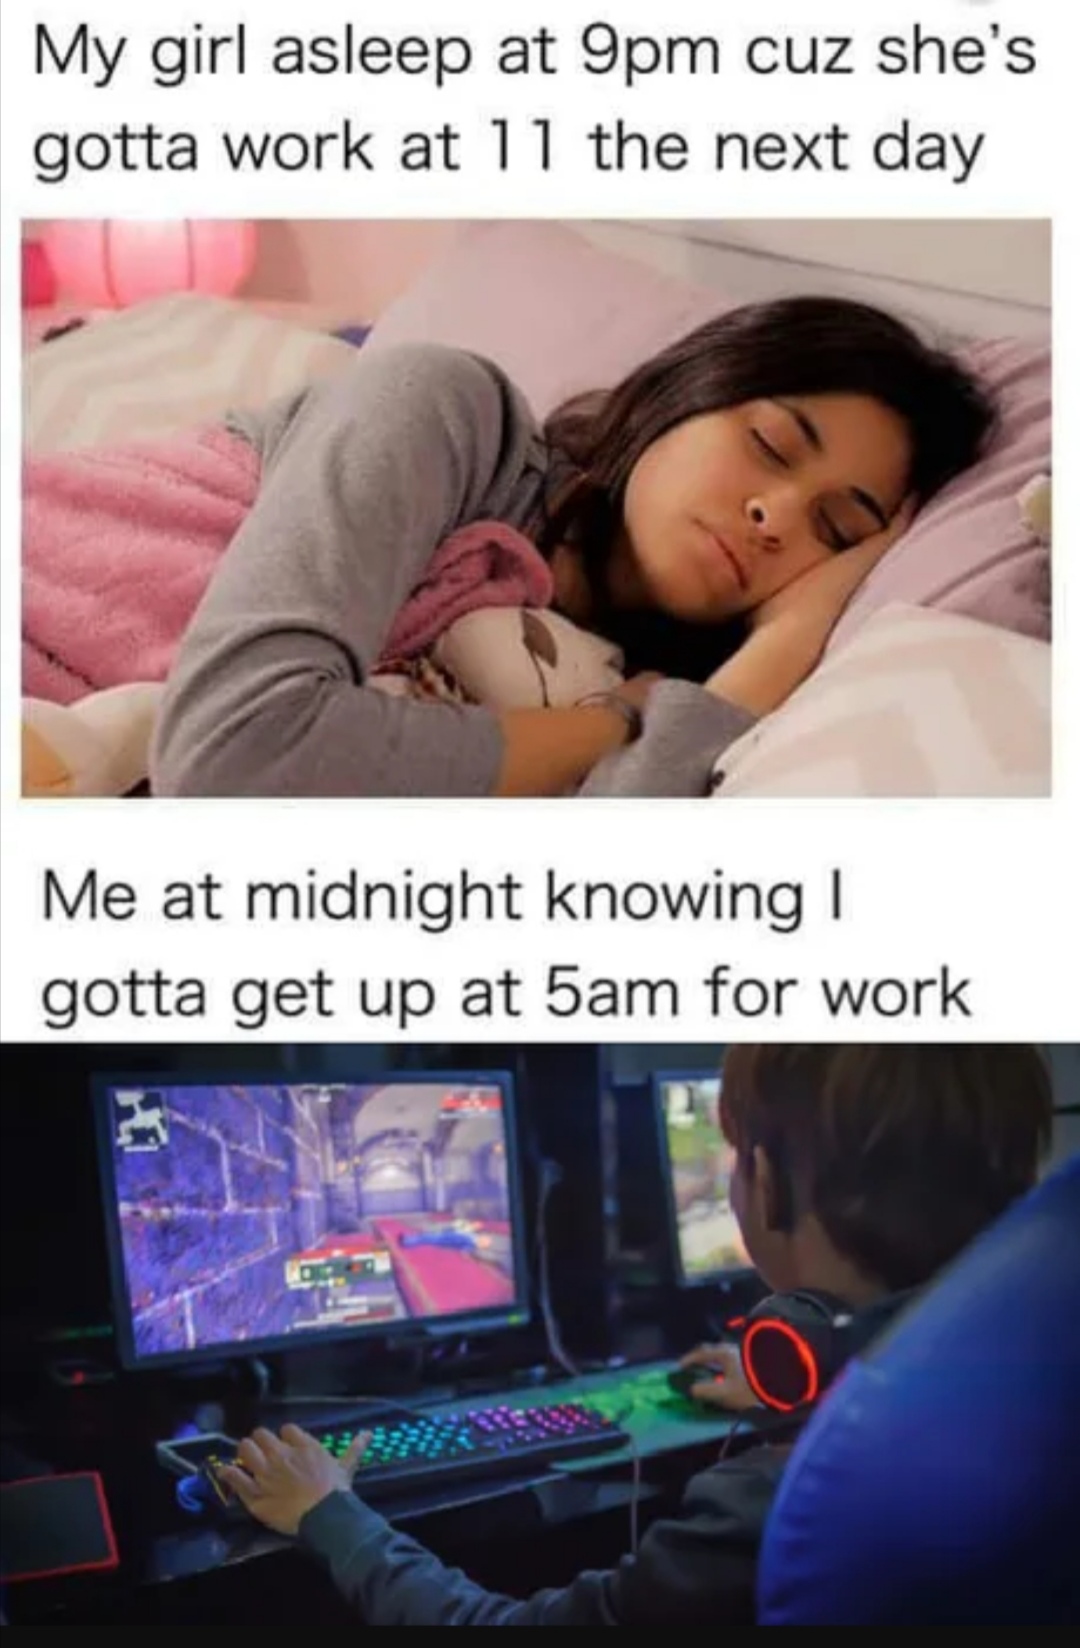 My girl asleep at 9pm cuz she's
gotta work at 11 the next day
Me at midnight knowing I
gotta get up at 5am for work